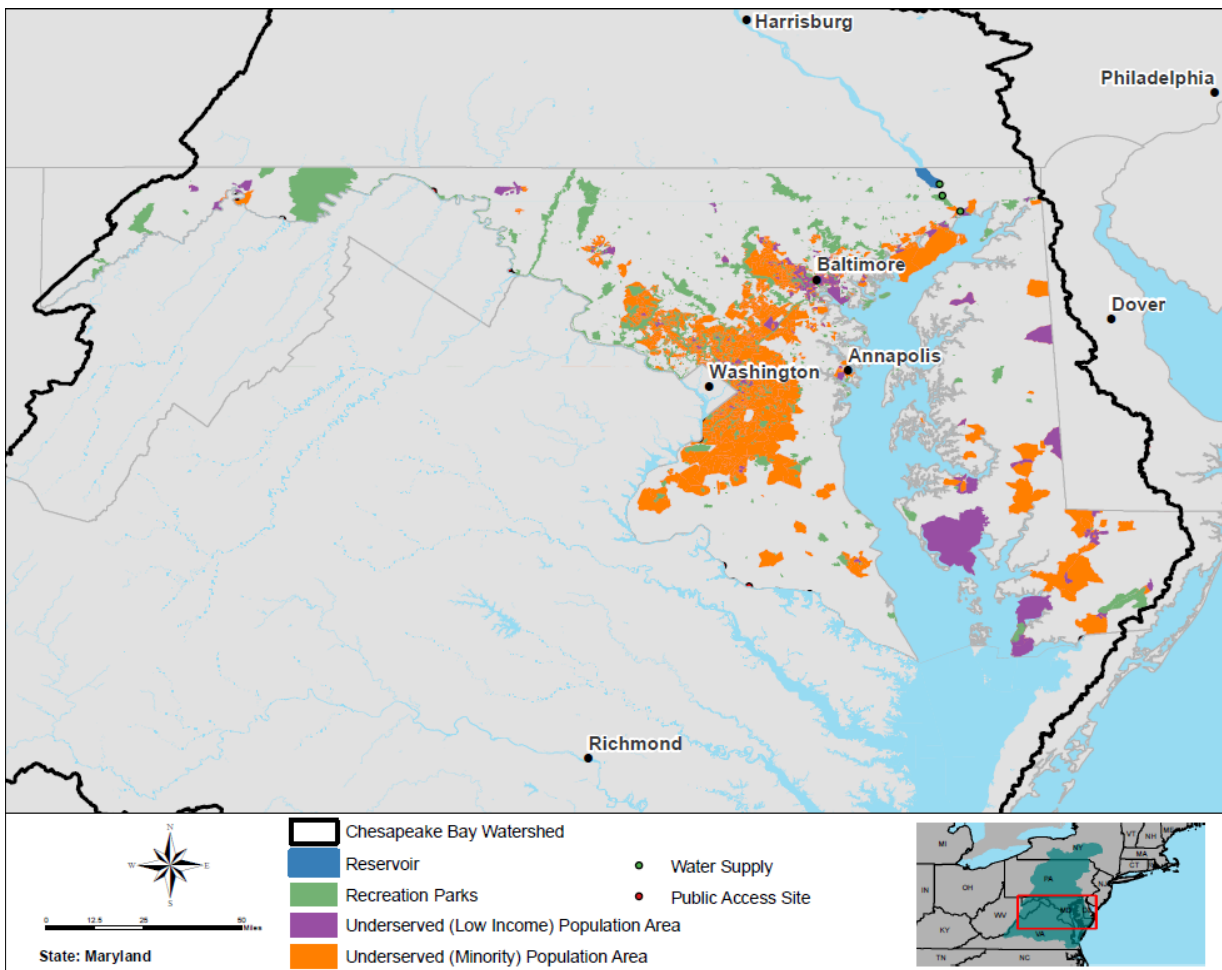 Harrisburg
Philadelphia
Baltimore
Dover
Annapolis
Washington
Richmond
N
W E
S
0 12.5 25 50
Miles
State: Maryland
Chesapeake Bay Watershed
Reservoir
Recreation Parks
Underserved (Low Income) Population Area
Underserved (Minority) Population Area
Water Supply
Public Access Site
VT
NH
ME
MI
NY
MA
CT
PA
NJ
IN
OH
MD
WV
KY
VA
TN
NC